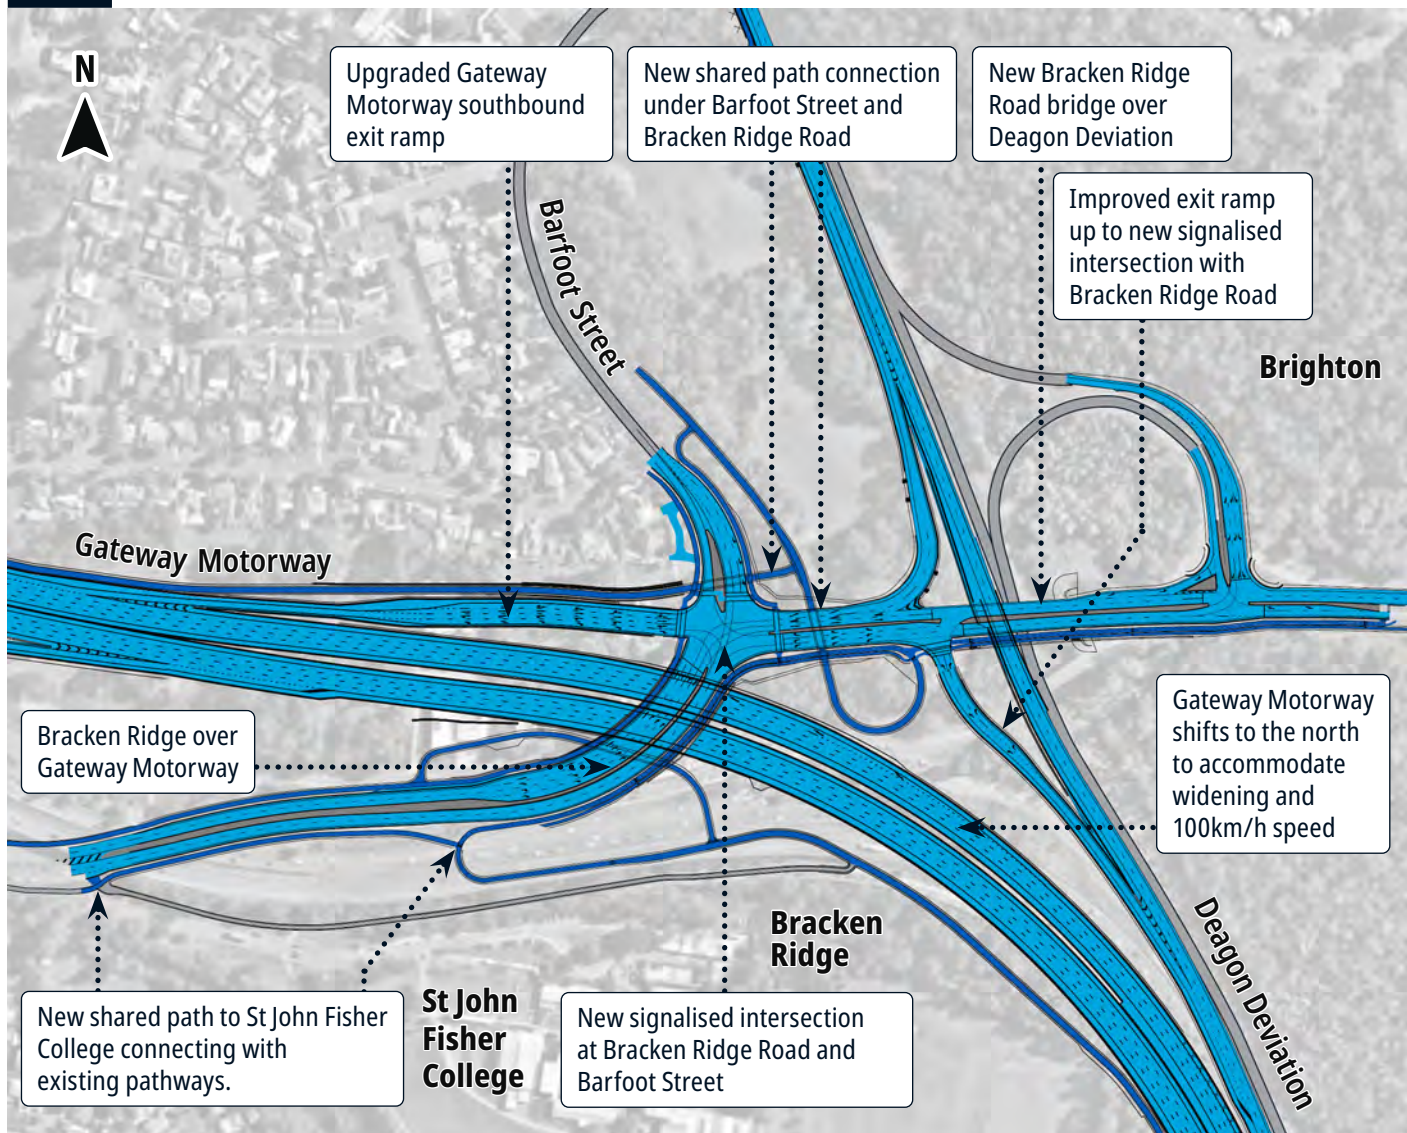 N
Upgraded Gateway
Motorway southbound
exit ramp
New shared path connection
under Barfoot Street and
Bracken Ridge Road
New Bracken Ridge
Road bridge over
Deagon Deviation
Improved exit ramp
up to new signalised
intersection with
Bracken Ridge Road
Barfoot Street
Brighton
Gateway Motorway
Bracken Ridge over
Gateway Motorway
Gateway Motorway
shifts to the north
to accommodate
widening and
100km/h speed
Bracken
Ridge
Deagon Deviation
New shared path to St John Fisher
College connecting with
existing pathways.
St John
Fisher
College
New signalised intersection
at Bracken Ridge Road and
Barfoot Street